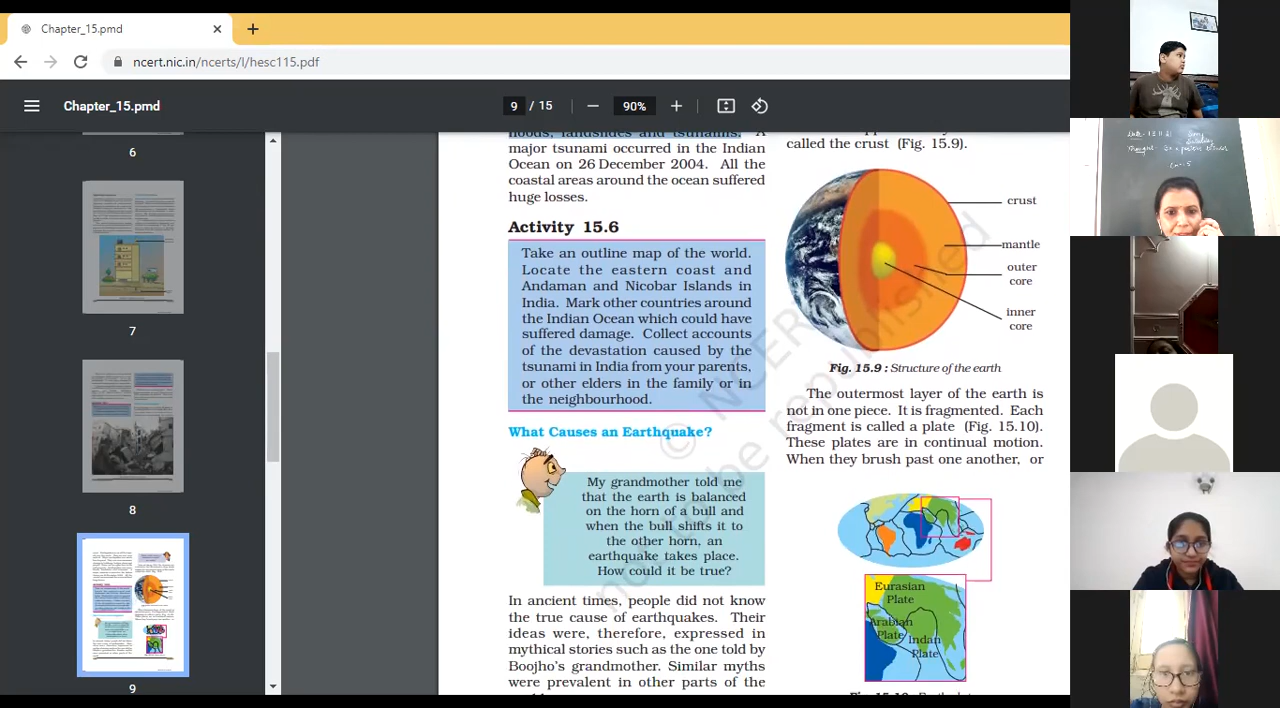 Chapter_15.pmd
ncert.nic.in/ncerts/l/hesc115.pdf
Chapter_15.pmd
9 / 15
90%
6
7
8
9
floods, landslides and tsunamis. A
major tsunami occurred in the Indian
Ocean on 26 December 2004. All the
coastal areas around the ocean suffered
huge losses.
Activity 15.6
Take an outline map of the world.
Locate the eastern coast and
Andaman and Nicobar Islands in
India. Mark other countries around
the Indian Ocean which could have
suffered damage. Collect accounts
of the devastation caused by the
tsunami in India from your parents,
or other elders in the family or in
the neighbourhood.
What Causes an Earthquake?
My grandmother told me
that the earth is balanced
on the horn of a bull and
when the bull shifts it to
the other horn, an
earthquake takes place.
How could it be true?
In ancient times, people did not know
the true cause of earthquakes. Their
ideas were, therefore, expressed in
mythical stories such as the one told by
Boojho's grandmother. Similar myths
were prevalent in other parts of the
called the crust (Fig. 15.9).
crust
mantle
outer
core
inner
core
Fig. 15.9 : Structure of the earth
The outermost layer of the earth is
not in one piece. It is fragmented. Each
fragment is called a plate (Fig. 15.10).
These plates are in continual motion.
When they brush past one another, or
Eurasian
Plate
Arabian
Plate
Indan
Plate
© NCERT
be republished